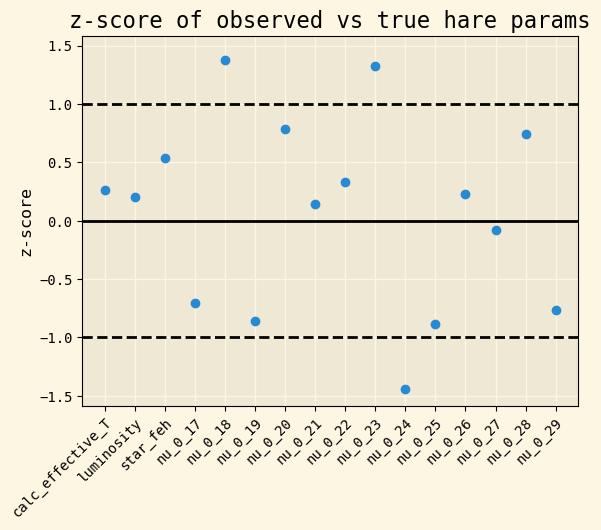 z-score of observed vs true hare params
z-score
1.5
1.0
0.5
0.0
−0.5
−1.0
−1.5
calc_effective_T
luminosity
star_feh
nu_0_17
nu_0_18
nu_0_19
nu_0_20
nu_0_21
nu_0_22
nu_0_23
nu_0_24
nu_0_25
nu_0_26
nu_0_27
nu_0_28
nu_0_29